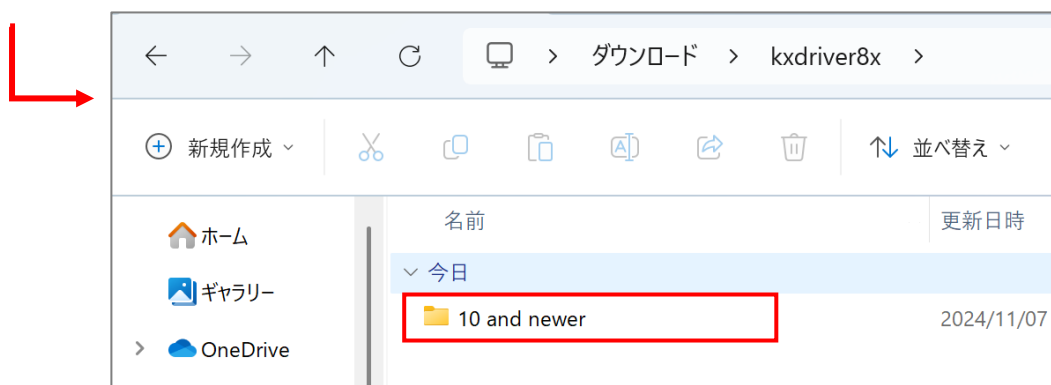 ダウンロード > kxdriver8x >
新規作成 並べ替え
名前 更新日時
ホーム
今日
ギャラリー
10 and newer 2024/11/07
OneDrive